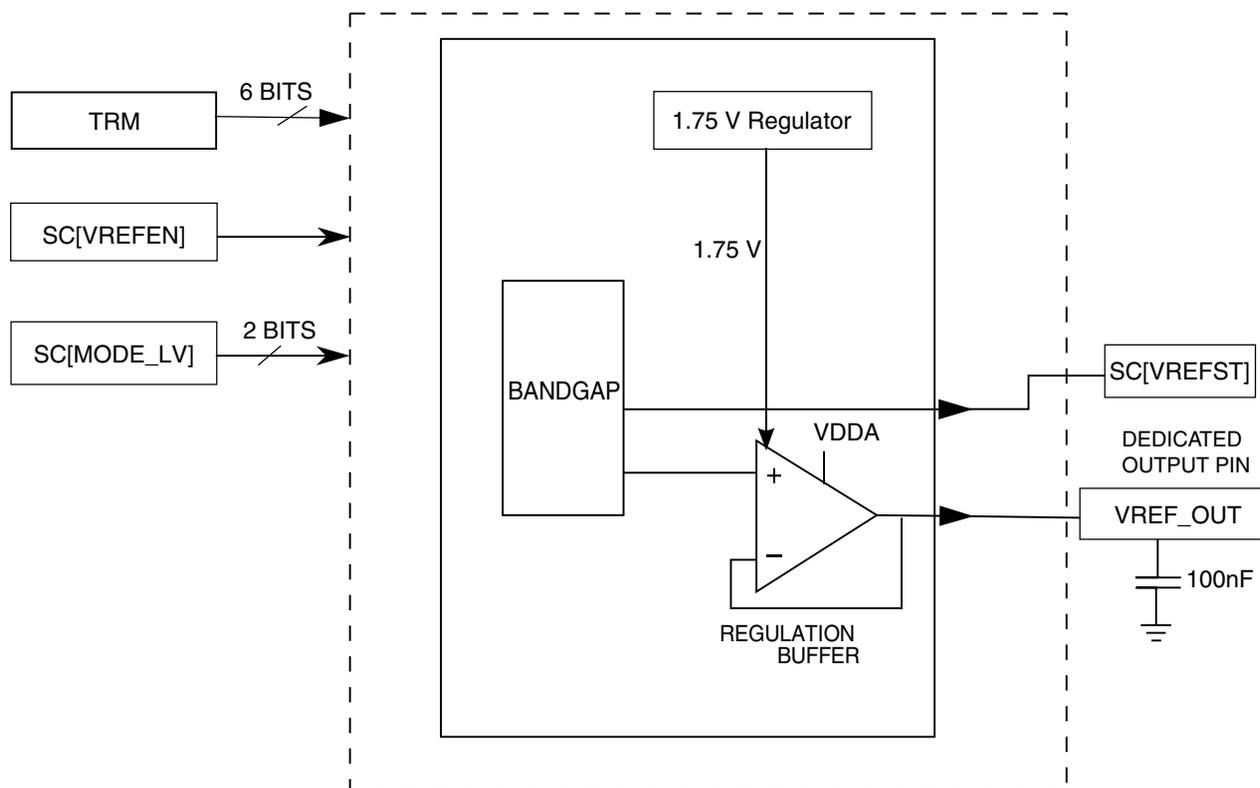 6 BITS
TRM
1.75 V Regulator
SC[VREFEN]
1.75 V
2 BITS
SC[MODE_LV]
BANDGAP
SC[VREFST]
VDDA
DEDICATED
OUTPUT PIN
+
VREF_OUT
−
100nF
REGULATION
BUFFER